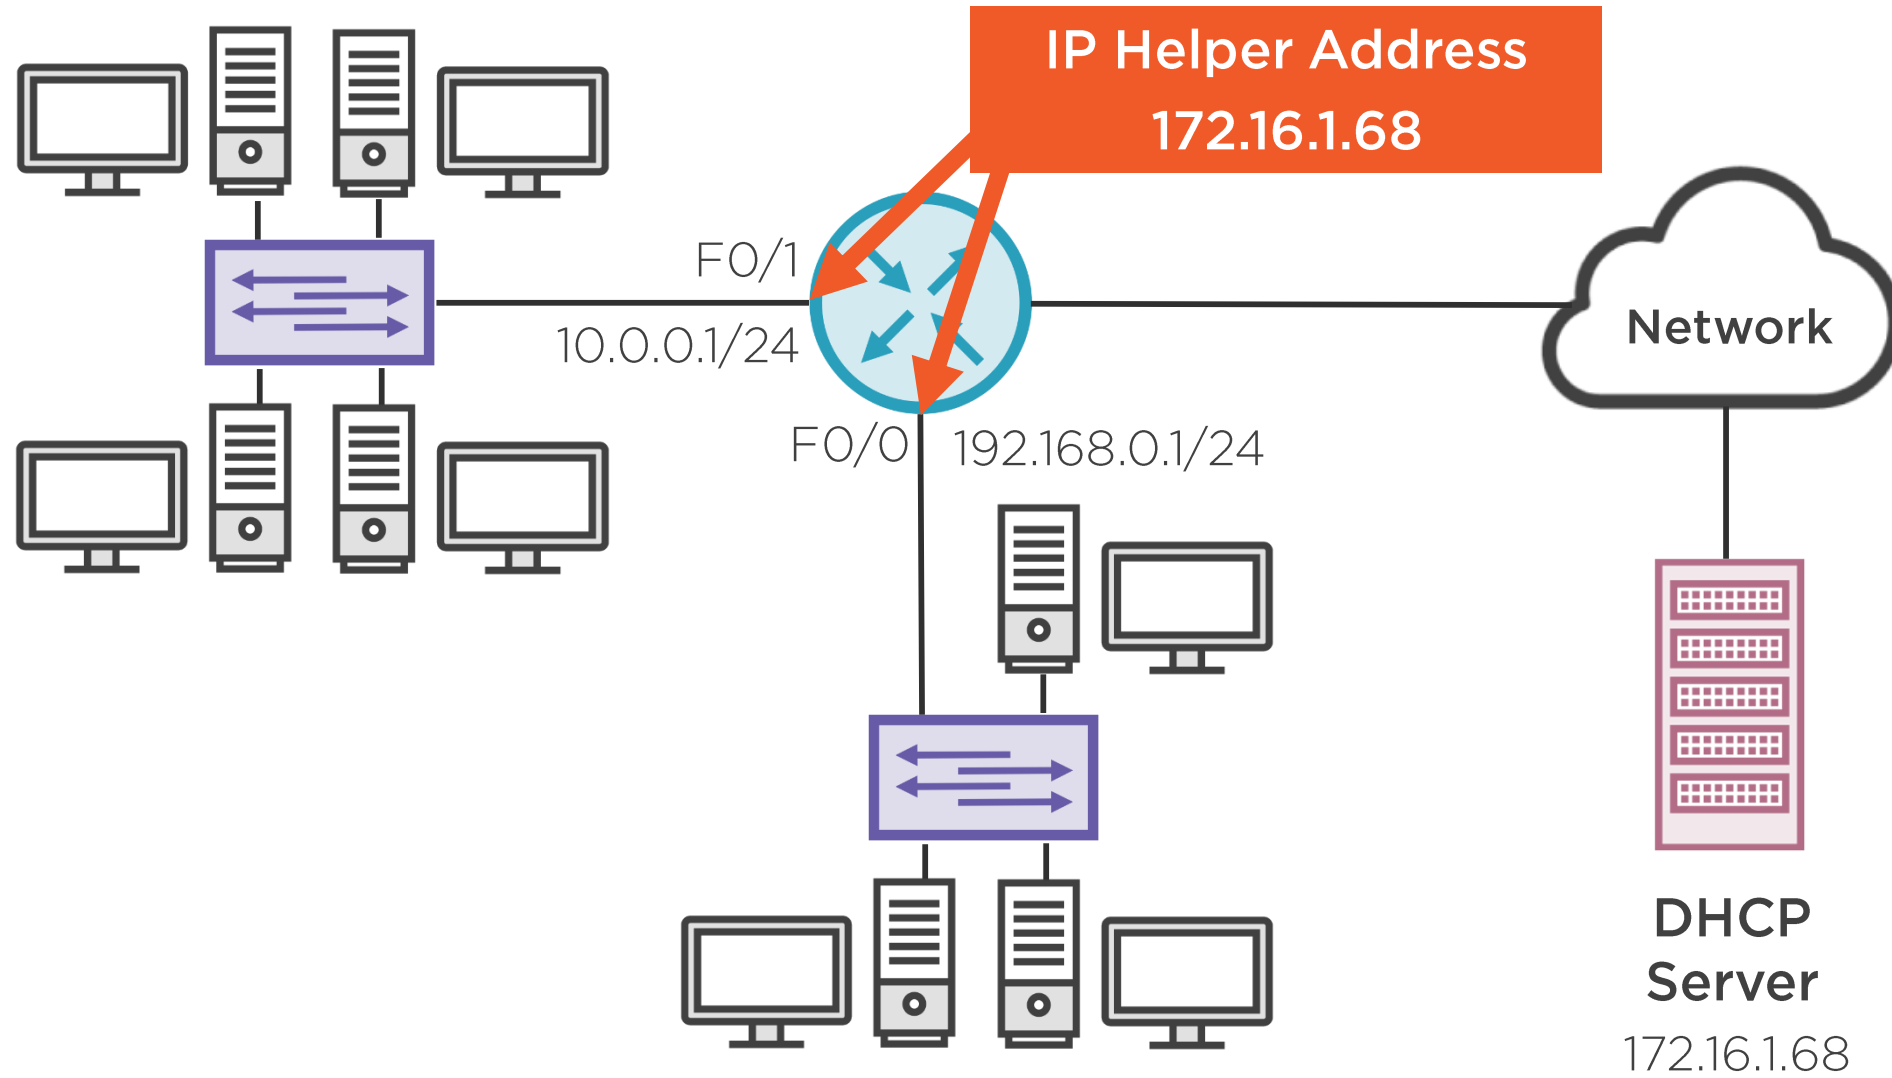 IP Helper Address
172.16.1.68
F0/1
10.0.0.1/24
Network
F0/0
192.168.0.1/24
DHCP
Server
172.16.1.68